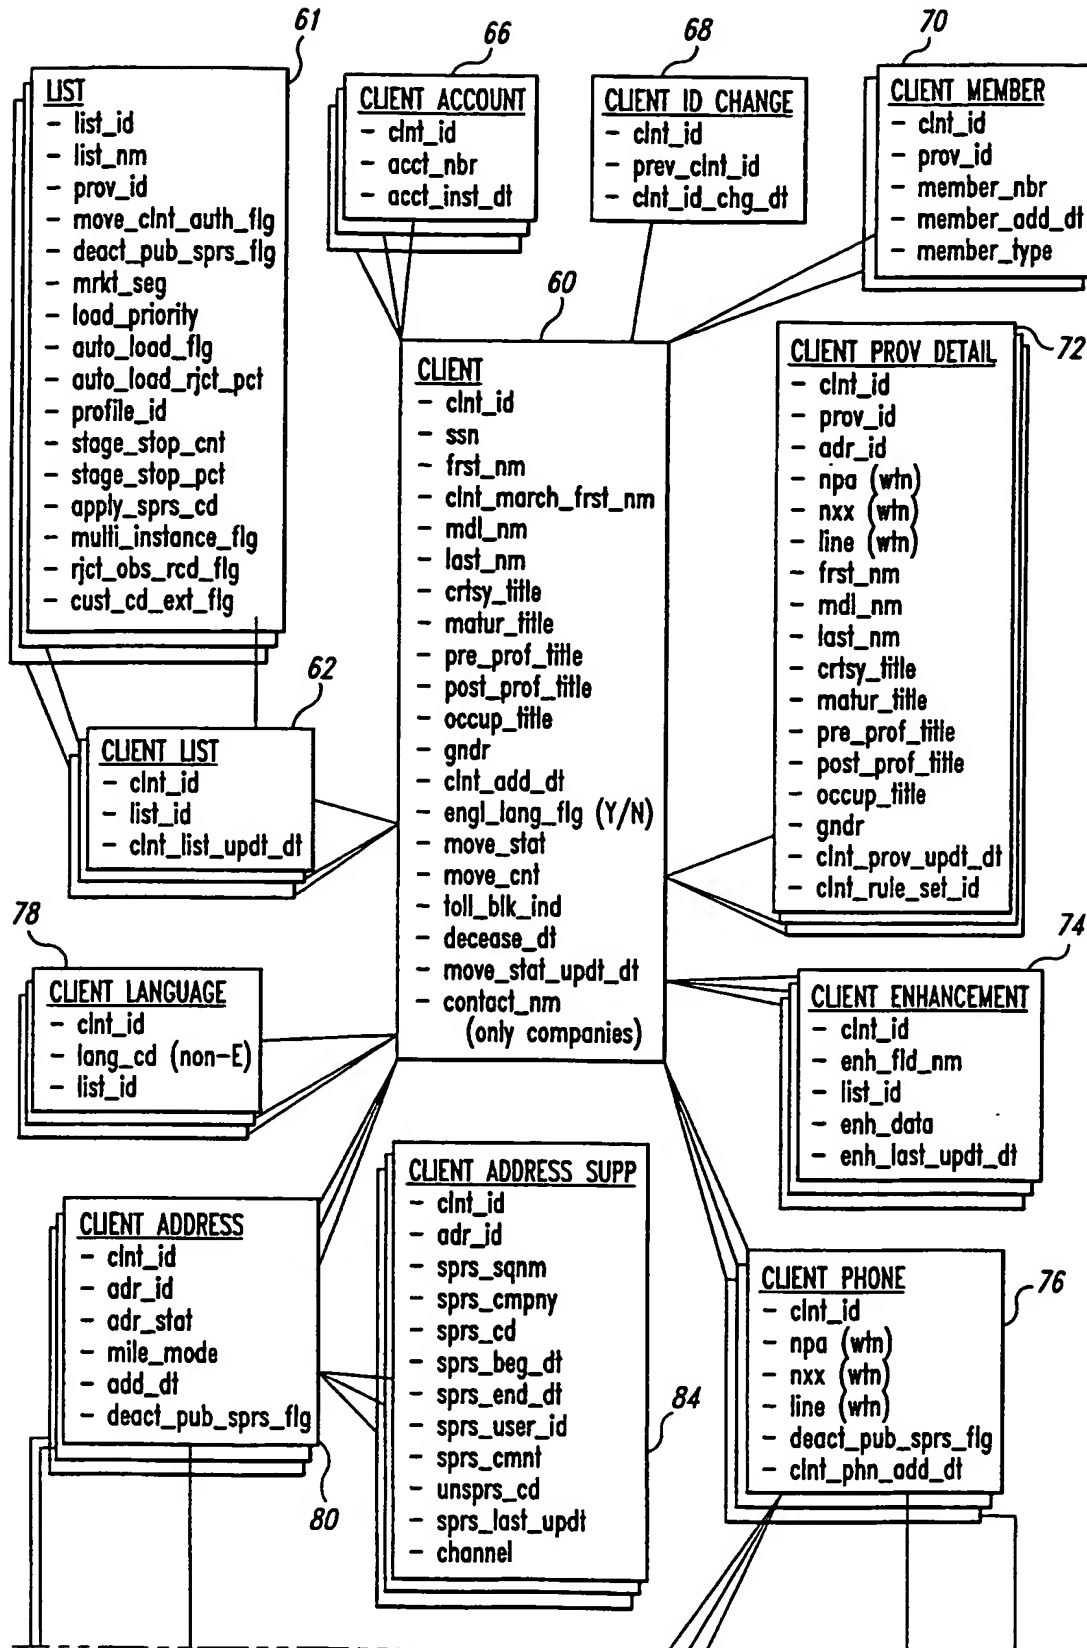 61
LIST
- list_id
- list_nm
- prov_id
- move_clnt_auth_flg
- deact_pub_sprs_flg
- mrkt_seg
- load_priority
- auto_load_flg
- auto_load_rjct_pct
- profile_id
- stage_stop_cnt
- stage_stop_pct
- apply_sprs_cd
- multi_instance_flg
- rjct_obs_rcd_flg
- cust_cd_ext_flg
66
CLIENT ACCOUNT
- clnt_id
- acct_nbr
- acct_inst_dt
68
CLIENT ID CHANGE
- clnt_id
- prev_clnt_id
- clnt_id_chg_dt
70
CLIENT MEMBER
- clnt_id
- prov_id
- member_nbr
- member_add_dt
- member_type
60
CLIENT
- clnt_id
- ssn
- frst_nm
- clnt_march_frst_nm
- mdl_nm
- last_nm
- crtsy_title
- matur_title
- pre_prof_title
- post_prof_title
- occup_title
- gndr
- clnt_add_dt
- engl_lang_flg (Y/N)
- move_stat
- move_cnt
- toll_blk_ind
- decease_dt
- move_stat_updt_dt
- contact_nm
(only companies)
72
CLIENT PROV DETAIL
- clnt_id
- prov_id
- adr_id
- npa (wtn)
- nxx (wtn)
- line (wtn)
- frst_nm
- mdl_nm
- last_nm
- crtsy_title
- matur_title
- pre_prof_title
- post_prof_title
- occup_title
- gndr
- clnt_prov_updt_dt
- clnt_rule_set_id
62
CLIENT LIST
- clnt_id
- list_id
- clnt_list_updt_dt
78
CLIENT LANGUAGE
- clnt_id
- lang_cd (non-E)
- list_id
74
CLIENT ENHANCEMENT
- clnt_id
- enh_fld_nm
- list_id
- enh_data
- enh_last_updt_dt
CLIENT ADDRESS
- clnt_id
- adr_id
- adr_stat
- mile_mode
- add_dt
- deact_pub_sprs_flg
80
CLIENT ADDRESS SUPP
- clnt_id
- adr_id
- sprs_sqnm
- sprs_cmpny
- sprs_cd
- sprs_beg_dt
- sprs_end_dt
- sprs_user_id
- sprs_cmnt
- unsprs_cd
- sprs_last_updt
- channel
84
CLIENT PHONE
- clnt_id
- npa (wtn)
- nxx (wtn)
- line (wtn)
- deact_pub_sprs_flg
- clnt_phn_add_dt
76